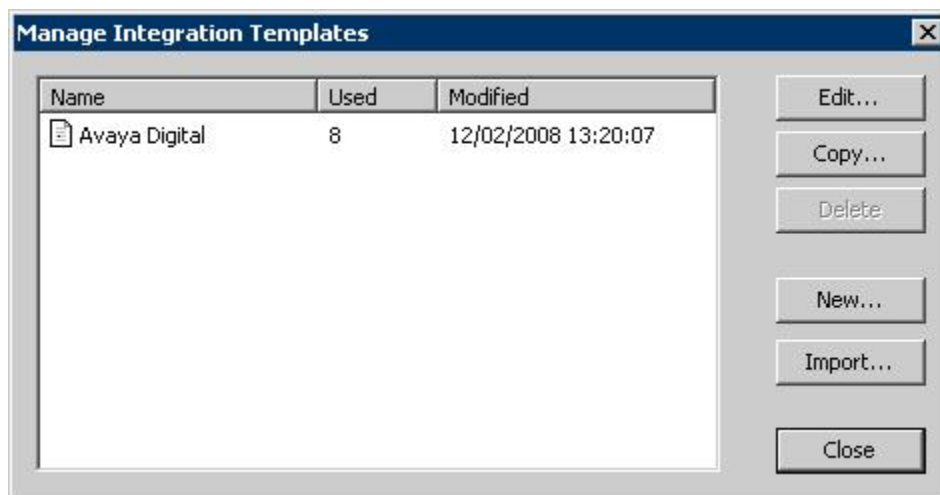 Manage Integration Templates
Name Used Modified
Avaya Digital 8 12/02/2008 13:20:07
Edit...
Copy...
Delete
New...
Import...
Close